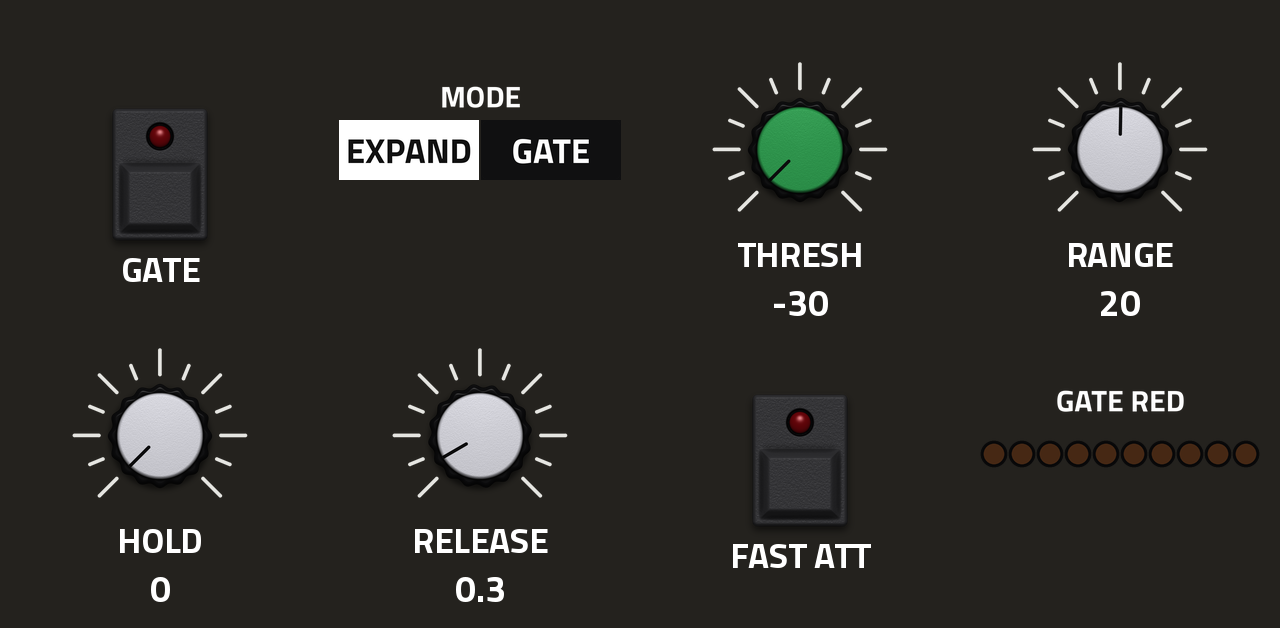 MODE
EXPAND GATE
GATE
THRESH
-30
RANGE
20
HOLD
0
RELEASE
0.3
FAST ATT
GATE RED